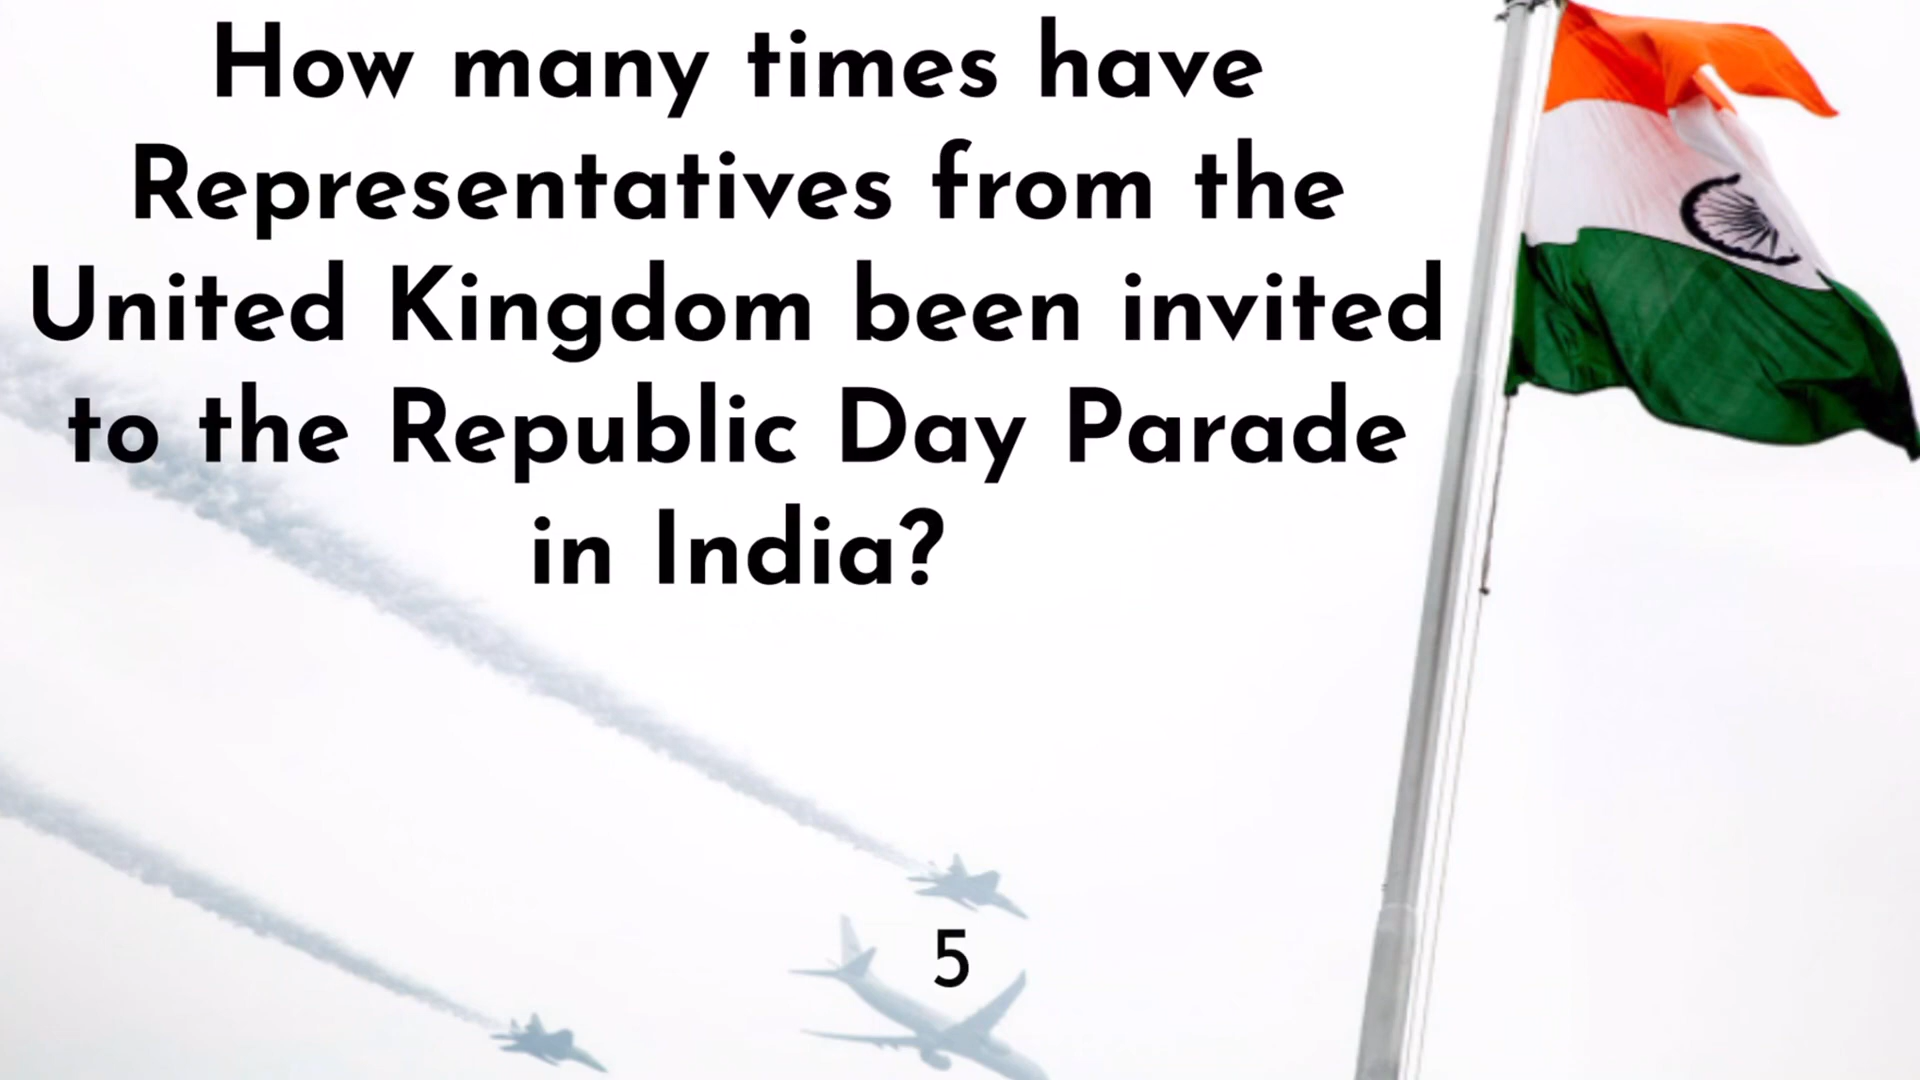 How many times have
Representatives from the
United Kingdom been invited
to the Republic Day Parade
in India?
5